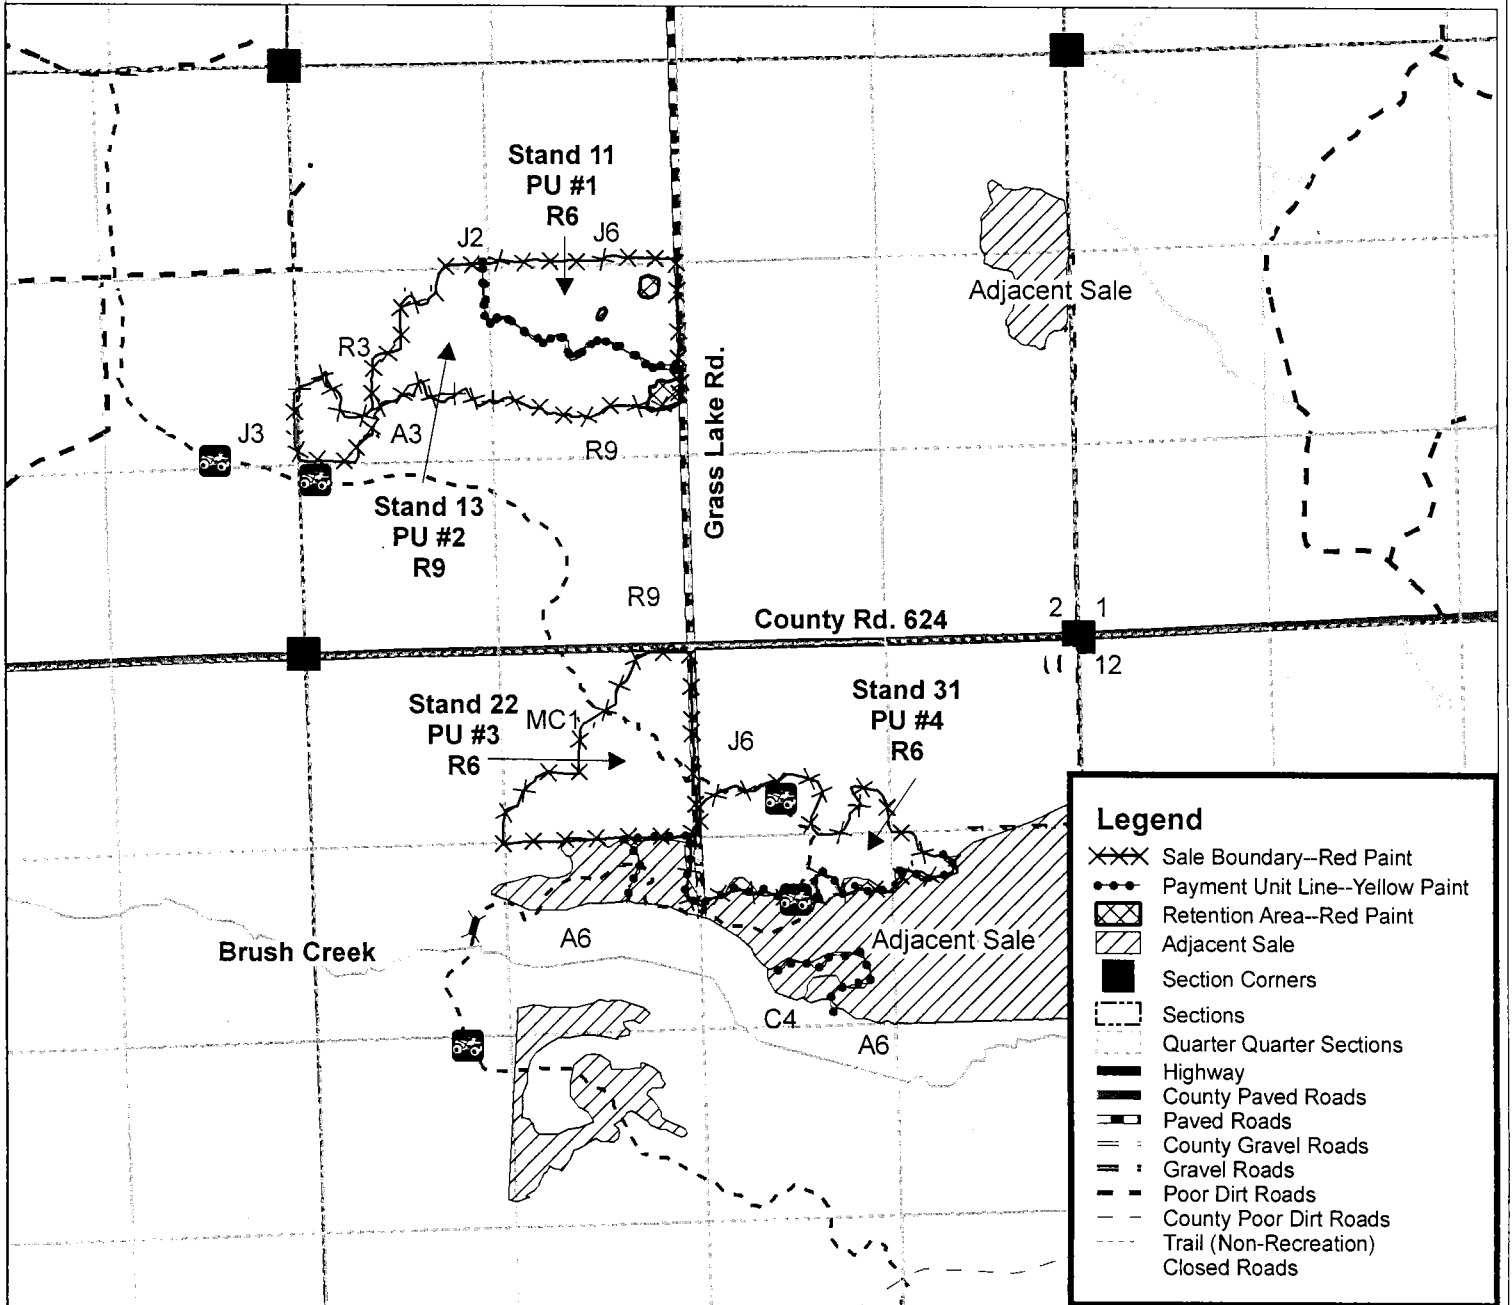 Stand 11
PU #1
R6
J2
J6
Adjacent Sale
R3
Grass Lake Rd.
J3
A3
R9
Stand 13
PU #2
R9
R9
County Rd. 624
2 1
11 12
Stand 22
PU #3
R6
MC1
Stand 31
PU #4
R6
J6
Brush Creek
A6
Adjacent Sale
C4
A6
Legend
Sale Boundary--Red Paint
Payment Unit Line--Yellow Paint
Retention Area--Red Paint
Adjacent Sale
Section Corners
Sections
Quarter Quarter Sections
Highway
County Paved Roads
Paved Roads
County Gravel Roads
Gravel Roads
Poor Dirt Roads
County Poor Dirt Roads
Trail (Non-Recreation)
Closed Roads